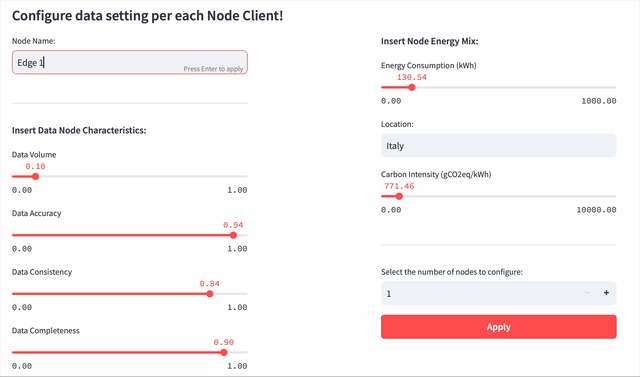 Configure data setting per each Node Client!
Node Name:
Edge 1
Press Enter to apply
Insert Data Node Characteristics:
Data Volume
0.10
0.00 1.00
Data Accuracy
0.94
0.00 1.00
Data Consistency
0.84
0.00 1.00
Data Completeness
0.90
0.00 1.00
Insert Node Energy Mix:
Energy Consumption (kWh)
130.54
0.00 1000.00
Location:
Italy
Carbon Intensity (gCO2eq/kWh)
771.46
0.00 10000.00
Select the number of nodes to configure:
1 − +
Apply